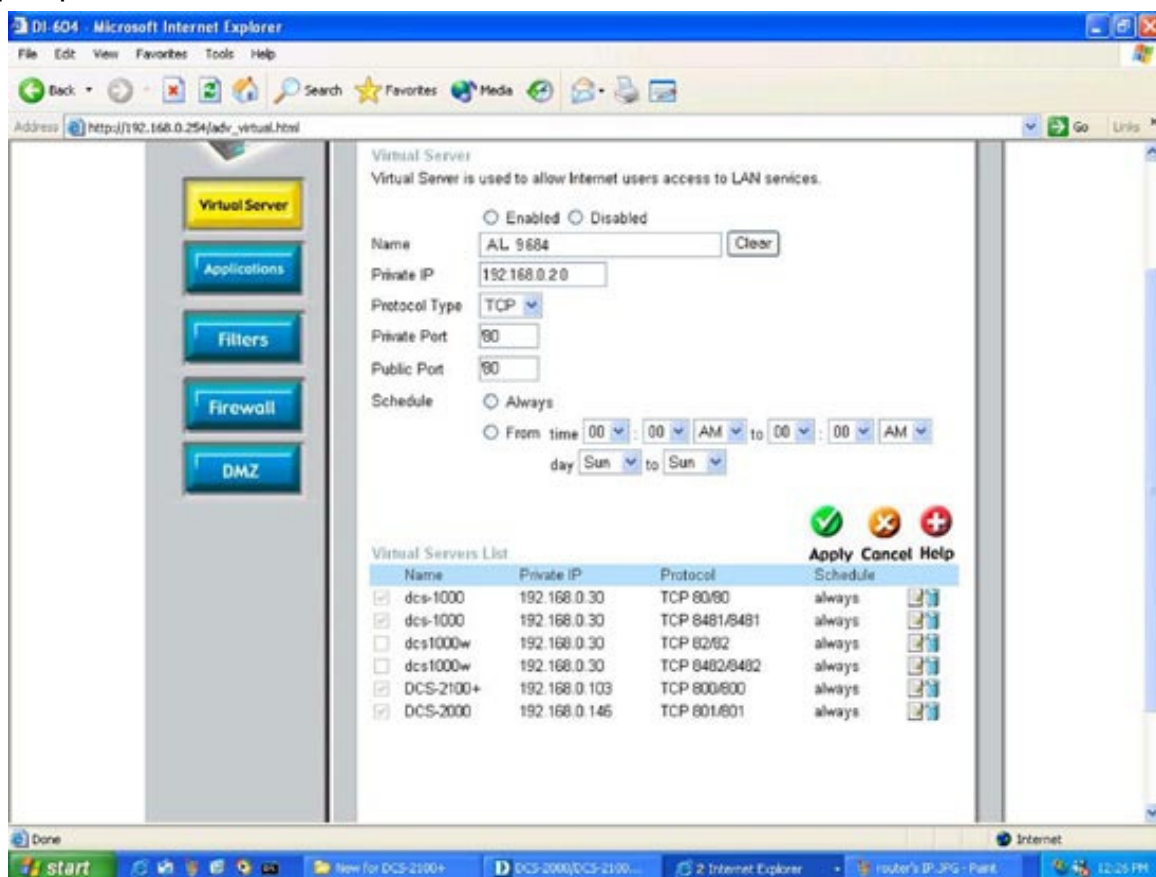 DI-604 - Microsoft Internet Explorer
File Edit View Favorites Tools Help
Back Search Favorites Media
Address http://192.168.0.254/adv_virtual.html Go Links
Virtual Server
Applications
Filters
Firewall
DMZ
Virtual Server
Virtual Server is used to allow Internet users access to LAN services.
Enabled Disabled
Name AL 9684 Clear
Private IP 192.168.0.20
Protocol Type TCP
Private Port 80
Public Port 80
Schedule Always
From time 00 : 00 AM to 00 : 00 AM
day Sun to Sun
Apply Cancel Help
Virtual Servers List
Name Private IP Protocol Schedule
dcs-1000 192.168.0.30 TCP 80/80 always
dcs-1000 192.168.0.30 TCP 8481/8481 always
dcs1000w 192.168.0.30 TCP 82/82 always
dcs1000w 192.168.0.30 TCP 8482/8482 always
DCS-2100+ 192.168.0.103 TCP 800/800 always
DCS-2000 192.168.0.146 TCP 801/801 always
Done Internet
start New for DCS-2100+ DCS-2000/DCS-2100.... 2 Internet Explorer router's IP.JPG - Paint 12:26 PM